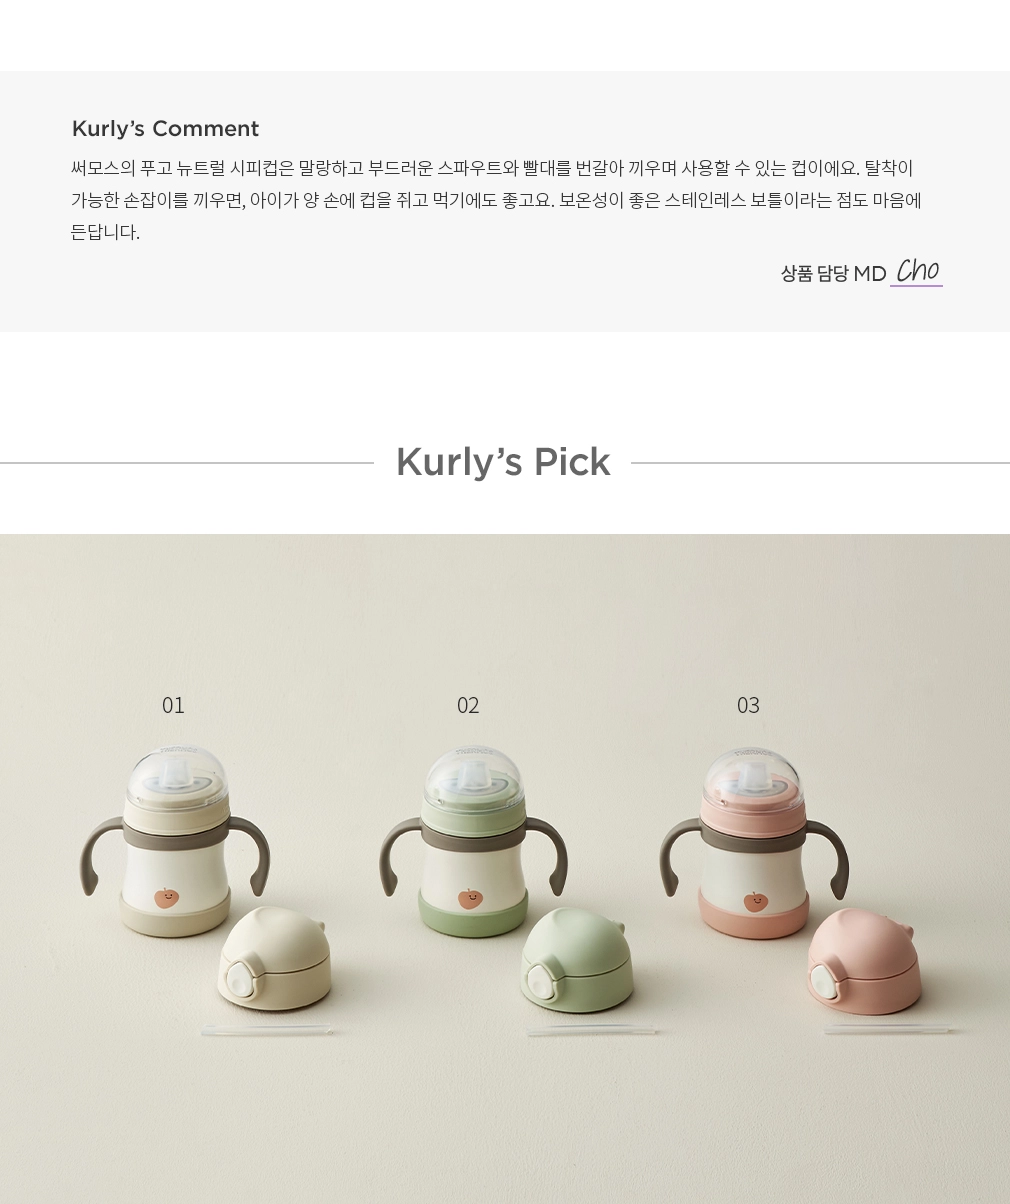 Kurly’s Comment
써모스의 푸고 뉴트럴 시피컵은 말랑하고 부드러운 스파우트와 빨대를 번갈아 끼우며 사용할 수 있는 컵이에요. 탈착이
가능한 손잡이를 끼우면, 아이가 양 손에 컵을 쥐고 먹기에도 좋고요. 보온성이 좋은 스테인레스 보틀이라는 점도 마음에
든답니다.
상품 담당 MD Cho
Kurly’s Pick
01
02
03